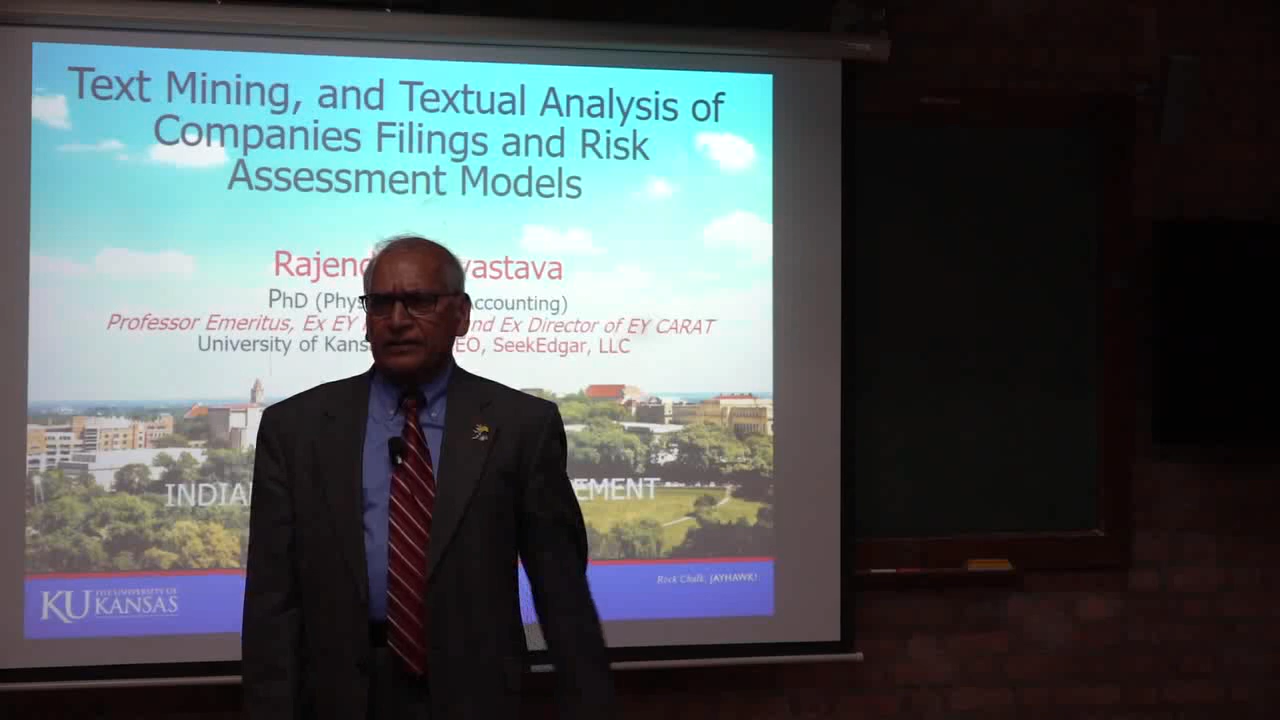 Text Mining, and Textual Analysis of
Companies Filings and Risk
Assessment Models
Rajend vastava
PhD (Phys Accounting)
Professor Emeritus, Ex EY and Ex Director of EY CARAT
University of Kans EO, SeekEdgar, LLC
INDIA EMENT
Rock Chalk, JAYHAWK!
KU THE UNIVERSITY OF
KANSAS